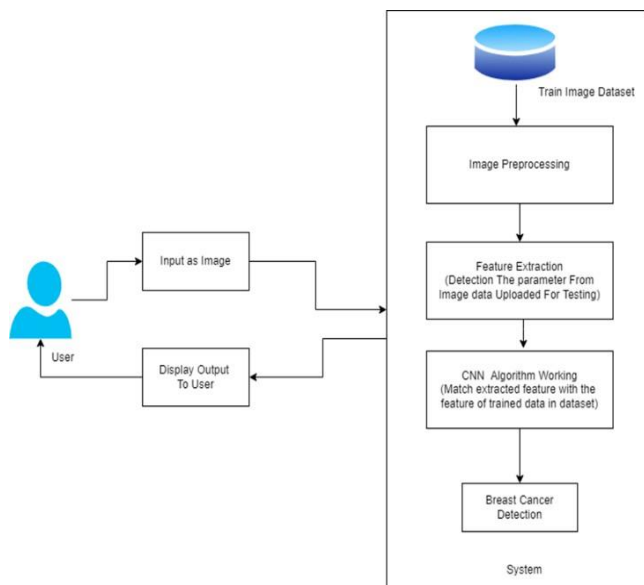 Train Image Dataset
Image Preprocessing
Input as Image
Feature Extraction
(Detection The parameter From
Image data Uploaded For Testing)
User
Display Output
To User
CNN Algorithm Working
(Match extracted feature with the
feature of trained data in dataset)
Breast Cancer
Detection
System